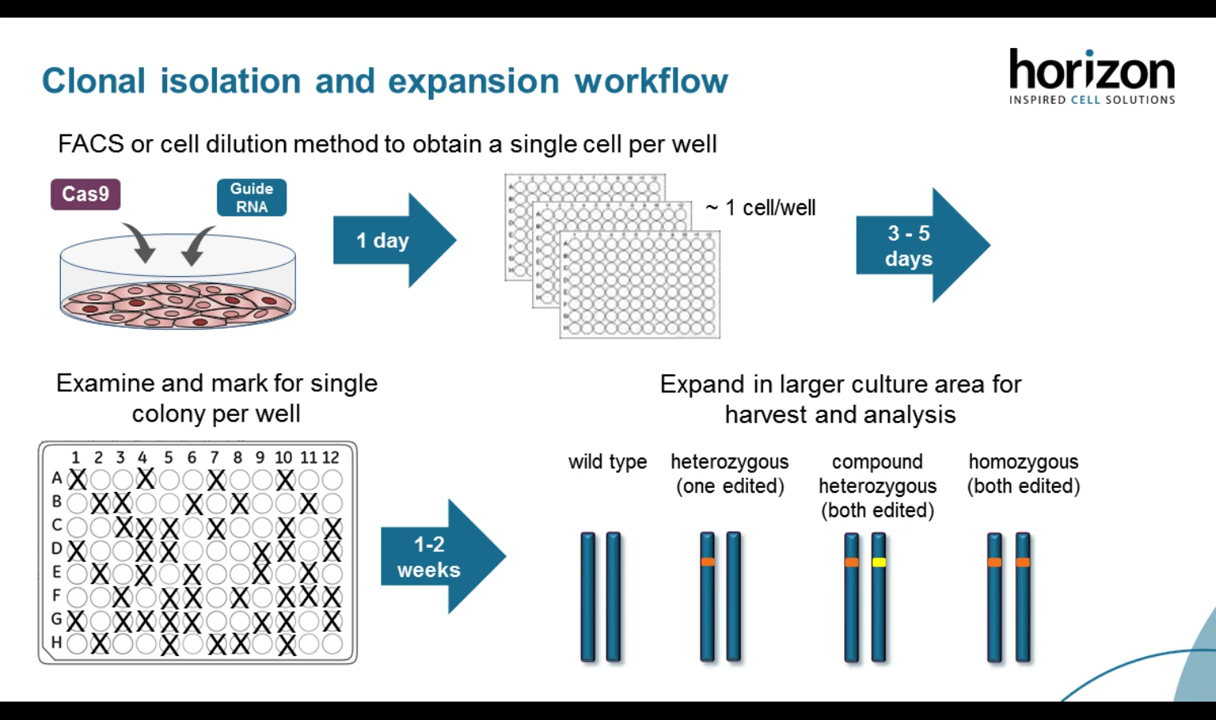 Clonal isolation and expansion workflow
horizon
INSPIRED CELL SOLUTIONS
FACS or cell dilution method to obtain a single cell per well
Cas9
Guide
RNA
1 day
~ 1 cell/well
3 - 5
days
Examine and mark for single
colony per well
1 2 3 4 5 6 7 8 9 10 11 12
A
B
C
D
E
F
G
H
1-2
weeks
Expand in larger culture area for
harvest and analysis
wild type
heterozygous
(one edited)
compound
heterozygous
(both edited)
homozygous
(both edited)